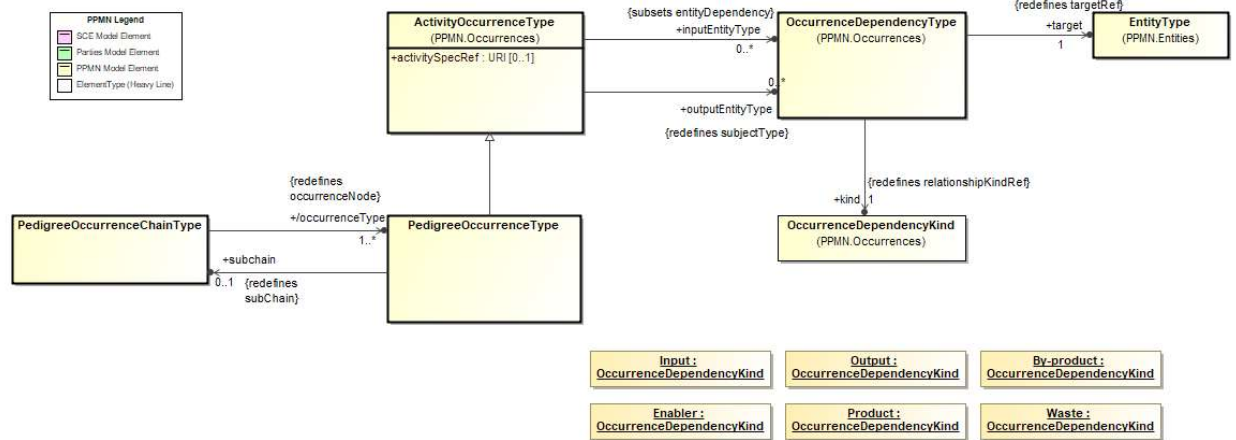 PPMN Legend
SCE Model Element
Parties Model Element
PPMN Model Element
ElementType (Heavy Line)
ActivityOccurrenceType
(PPMN.Occurrences)
+activitySpecRef : URI [0..1]
{subsets entityDependency}
+inputEntityType
0..*
0..*
+outputEntityType
{redefines subjectType}
OccurrenceDependencyType
(PPMN.Occurrences)
{redefines targetRef}
+target
1
EntityType
(PPMN.Entities)
{redefines relationshipKindRef}
+kind
1
OccurrenceDependencyKind
(PPMN.Occurrences)
PedigreeOccurrenceChainType
{redefines
occurrenceNode}
+/occurrenceType
1..*
+subchain
0..1
{redefines
subChain}
PedigreeOccurrenceType
Input :
OccurrenceDependencyKind
Output :
OccurrenceDependencyKind
By-product :
OccurrenceDependencyKind
Enabler :
OccurrenceDependencyKind
Product :
OccurrenceDependencyKind
Waste :
OccurrenceDependencyKind